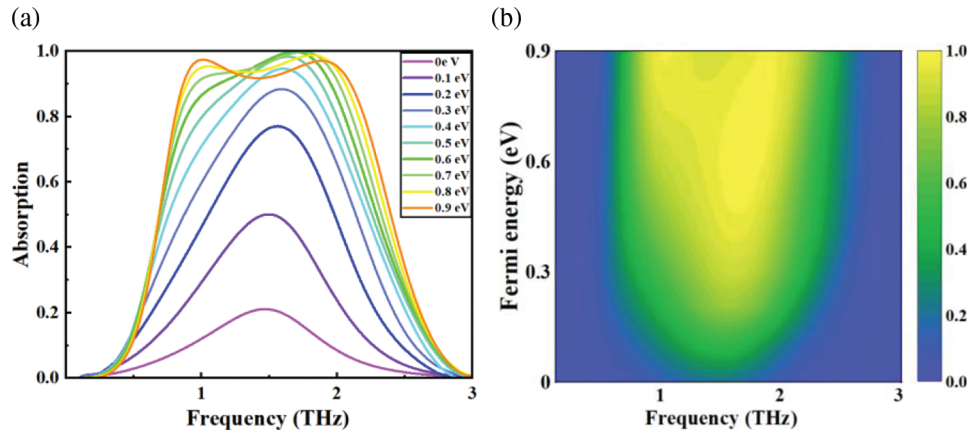 (a)
1.0
0.8
0.6
0.4
0.2
0.0
Absorption
1
2
3
Frequency (THz)
0e V
0.1 eV
0.2 eV
0.3 eV
0.4 eV
0.5 eV
0.6 eV
0.7 eV
0.8 eV
0.9 eV
(b)
0.9
0.6
0.3
0
Fermi energy (eV)
1
2
3
Frequency (THz)
1.0
0.8
0.6
0.4
0.2
0.0